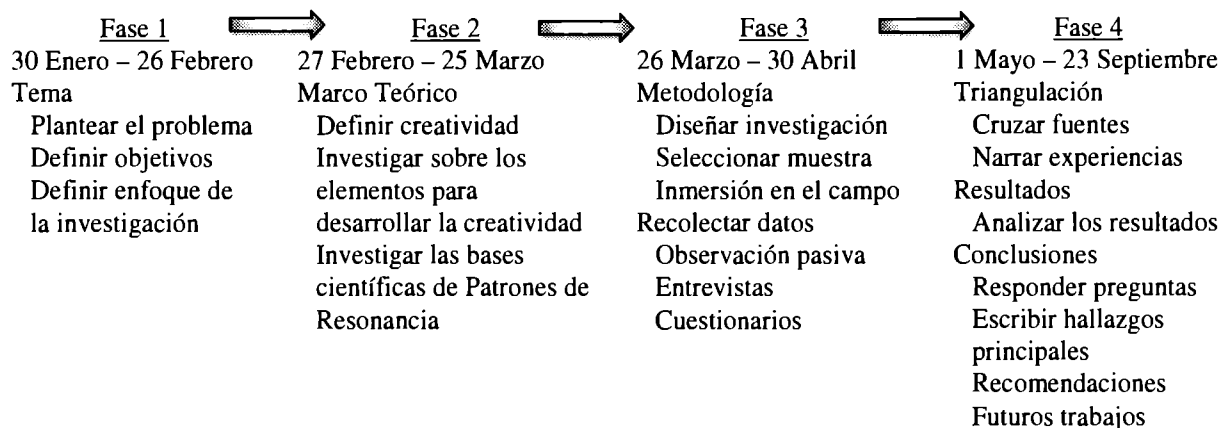 Fase 1
30 Enero – 26 Febrero
Tema
Plantear el problema
Definir objetivos
Definir enfoque de
la investigación
Fase 2
27 Febrero – 25 Marzo
Marco Teórico
Definir creatividad
Investigar sobre los
elementos para
desarrollar la creatividad
Investigar las bases
científicas de Patrones de
Resonancia
Fase 3
26 Marzo – 30 Abril
Metodología
Diseñar investigación
Seleccionar muestra
Inmersión en el campo
Recolectar datos
Observación pasiva
Entrevistas
Cuestionarios
Fase 4
1 Mayo – 23 Septiembre
Triangulación
Cruzar fuentes
Narrar experiencias
Resultados
Analizar los resultados
Conclusiones
Responder preguntas
Escribir hallazgos
principales
Recomendaciones
Futuros trabajos